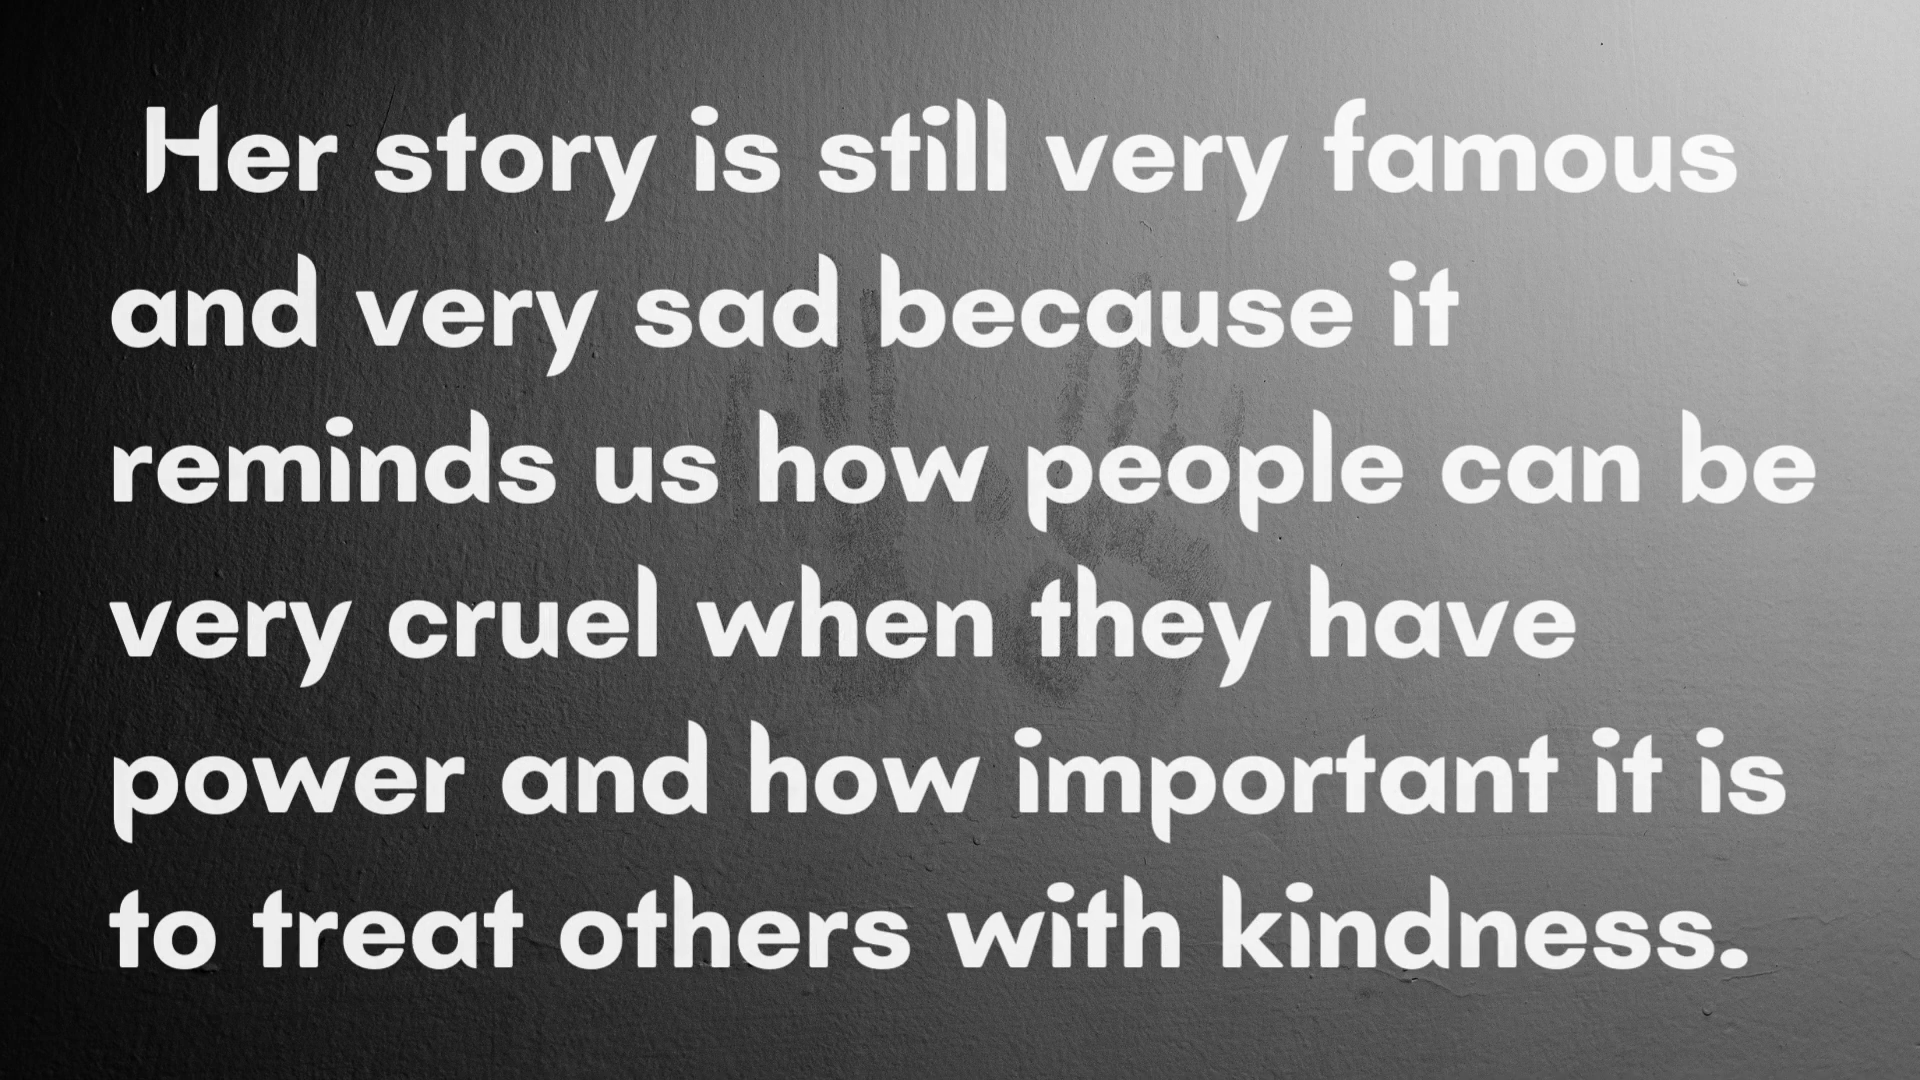 Her story is still very famous
and very sad because it
reminds us how people can be
very cruel when they have
power and how important it is
to treat others with kindness.